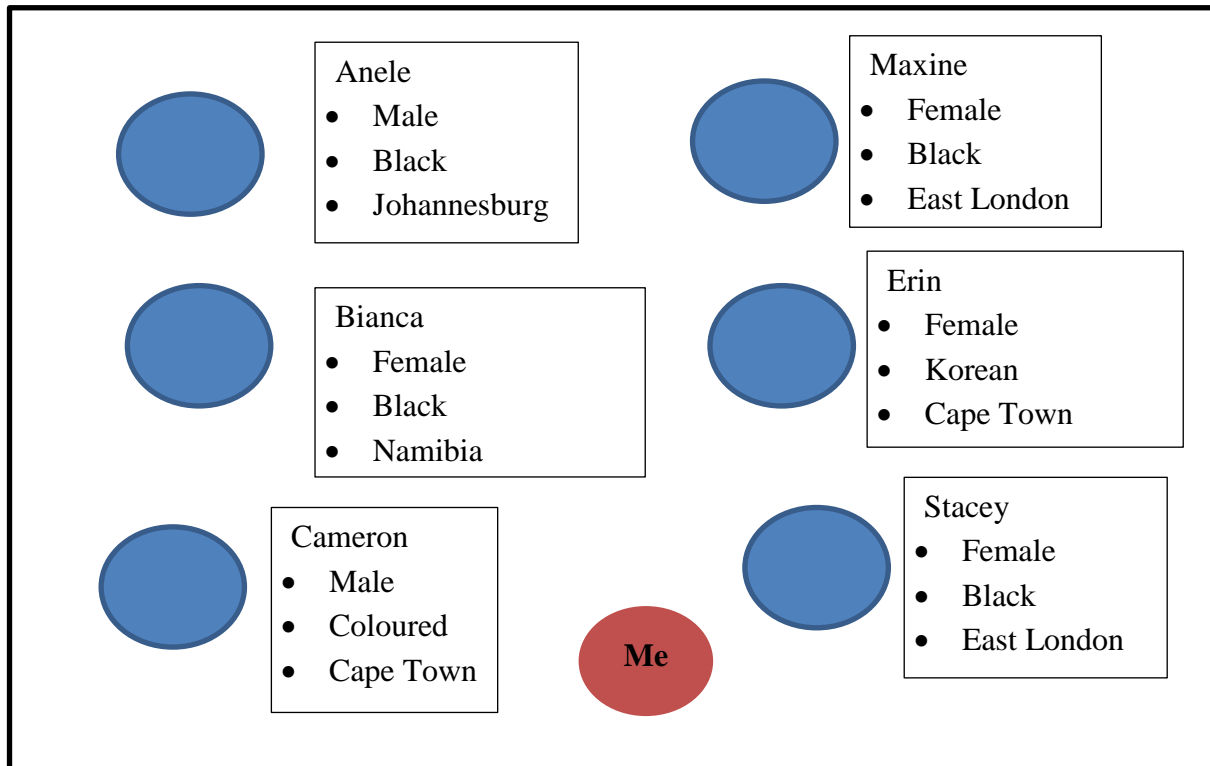 Anele
• Male
• Black
• Johannesburg
Maxine
• Female
• Black
• East London
Bianca
• Female
• Black
• Namibia
Erin
• Female
• Korean
• Cape Town
Cameron
• Male
• Coloured
• Cape Town
Me
Stacey
• Female
• Black
• East London